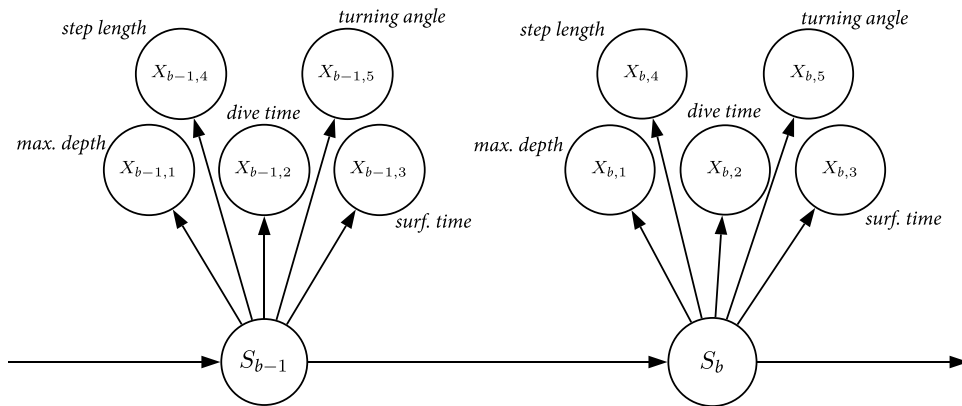 step length
turning angle
X_{b−1,4}
X_{b−1,5}
max. depth
dive time
X_{b−1,1}
X_{b−1,2}
X_{b−1,3}
surf. time
S_{b−1}
step length
turning angle
X_{b,4}
X_{b,5}
max. depth
dive time
X_{b,1}
X_{b,2}
X_{b,3}
surf. time
S_b